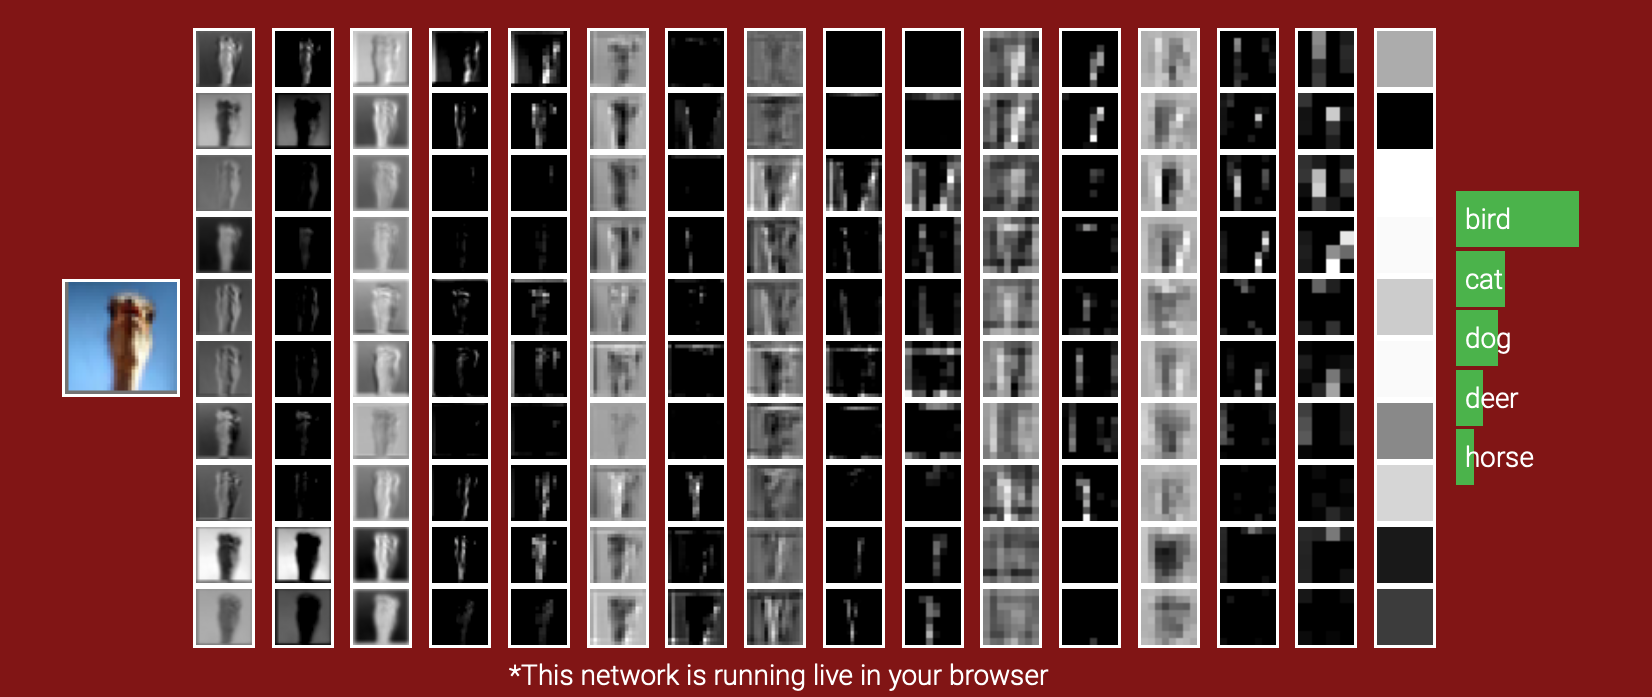 bird
cat
dog
deer
horse
*This network is running live in your browser